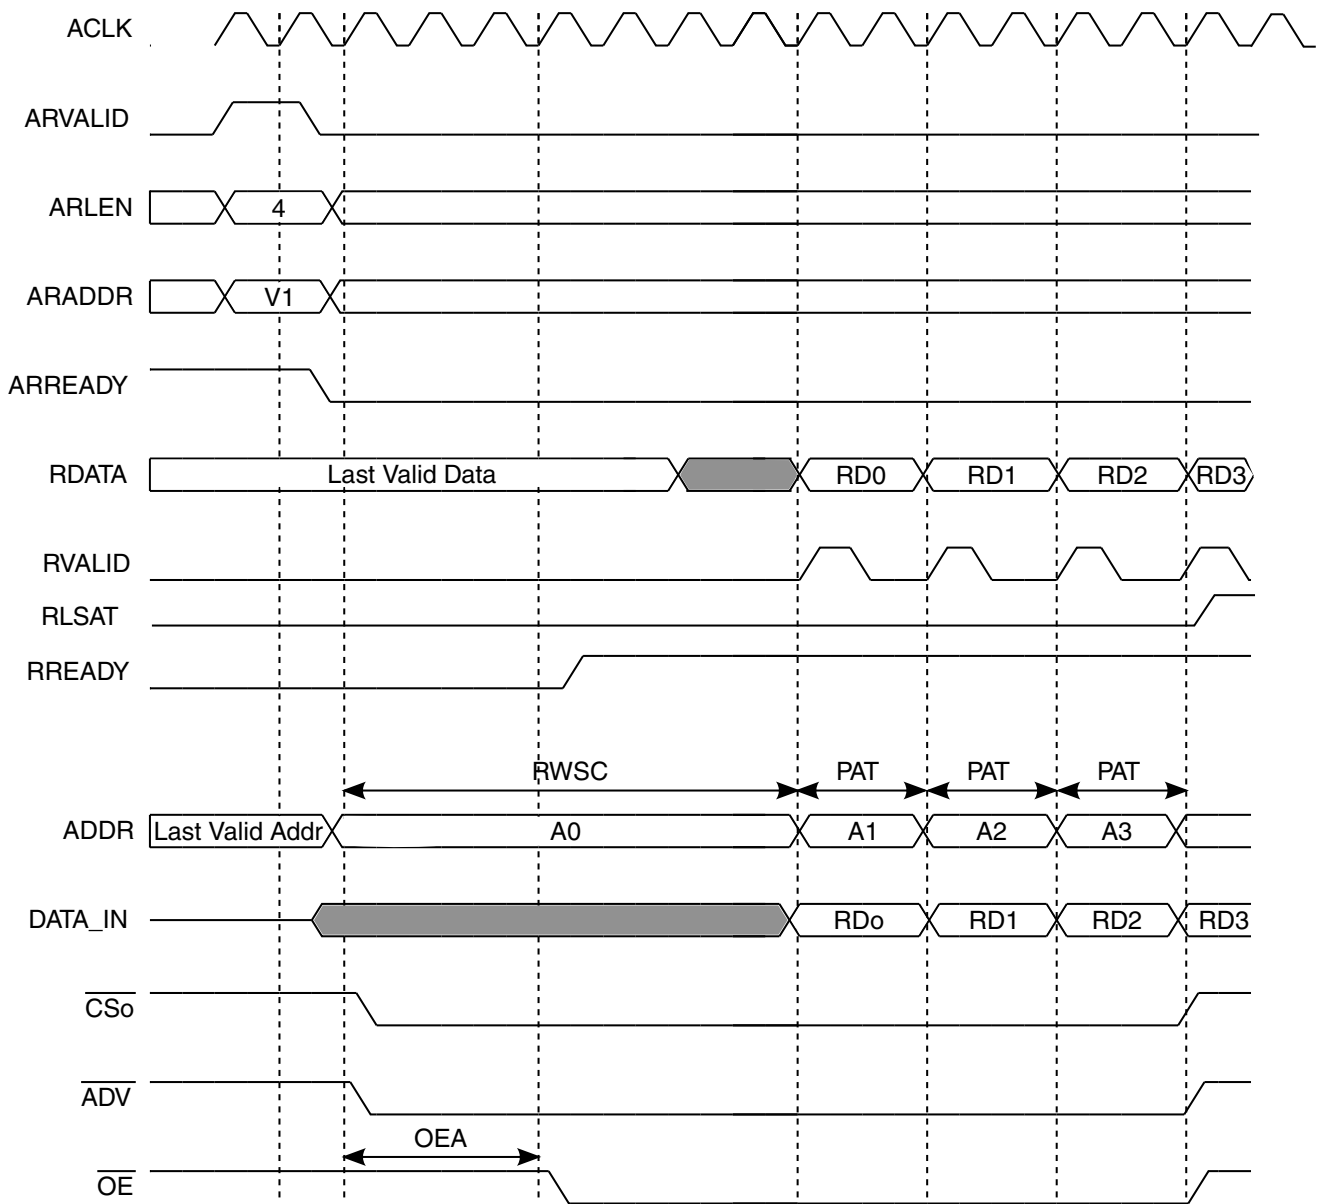 ACLK
ARVALID
ARLEN 4
ARADDR V1
ARREADY
RDATA Last Valid Data RD0 RD1 RD2 RD3
RVALID
RLSAT
RREADY
RWSC PAT PAT PAT
ADDR Last Valid Addr A0 A1 A2 A3
DATA_IN RDo RD1 RD2 RD3
CSo
ADV
OEA
OE